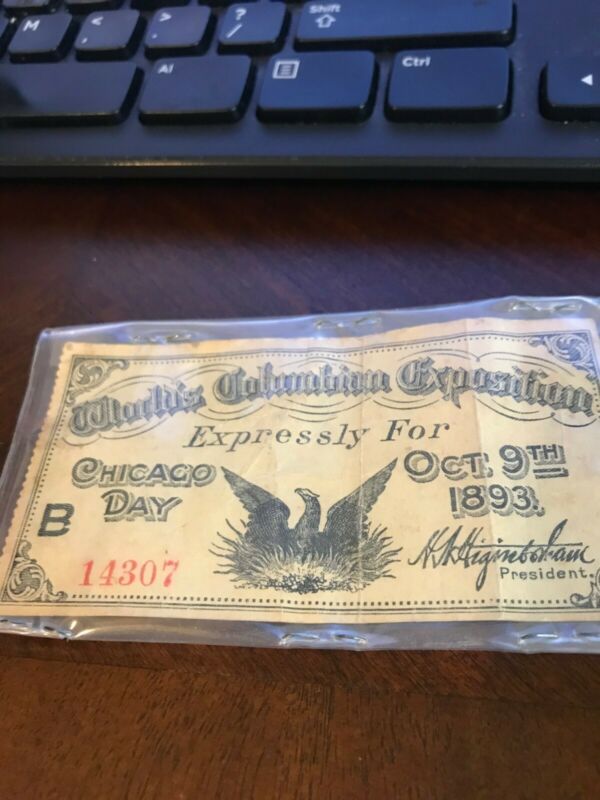 M < , > . ? / Shift
Alt Ctrl
World's Columbian Exposition
Expressly For
CHICAGO DAY
OCT. 9TH 1893.
B
14307
H. N. Higinbotham
President.